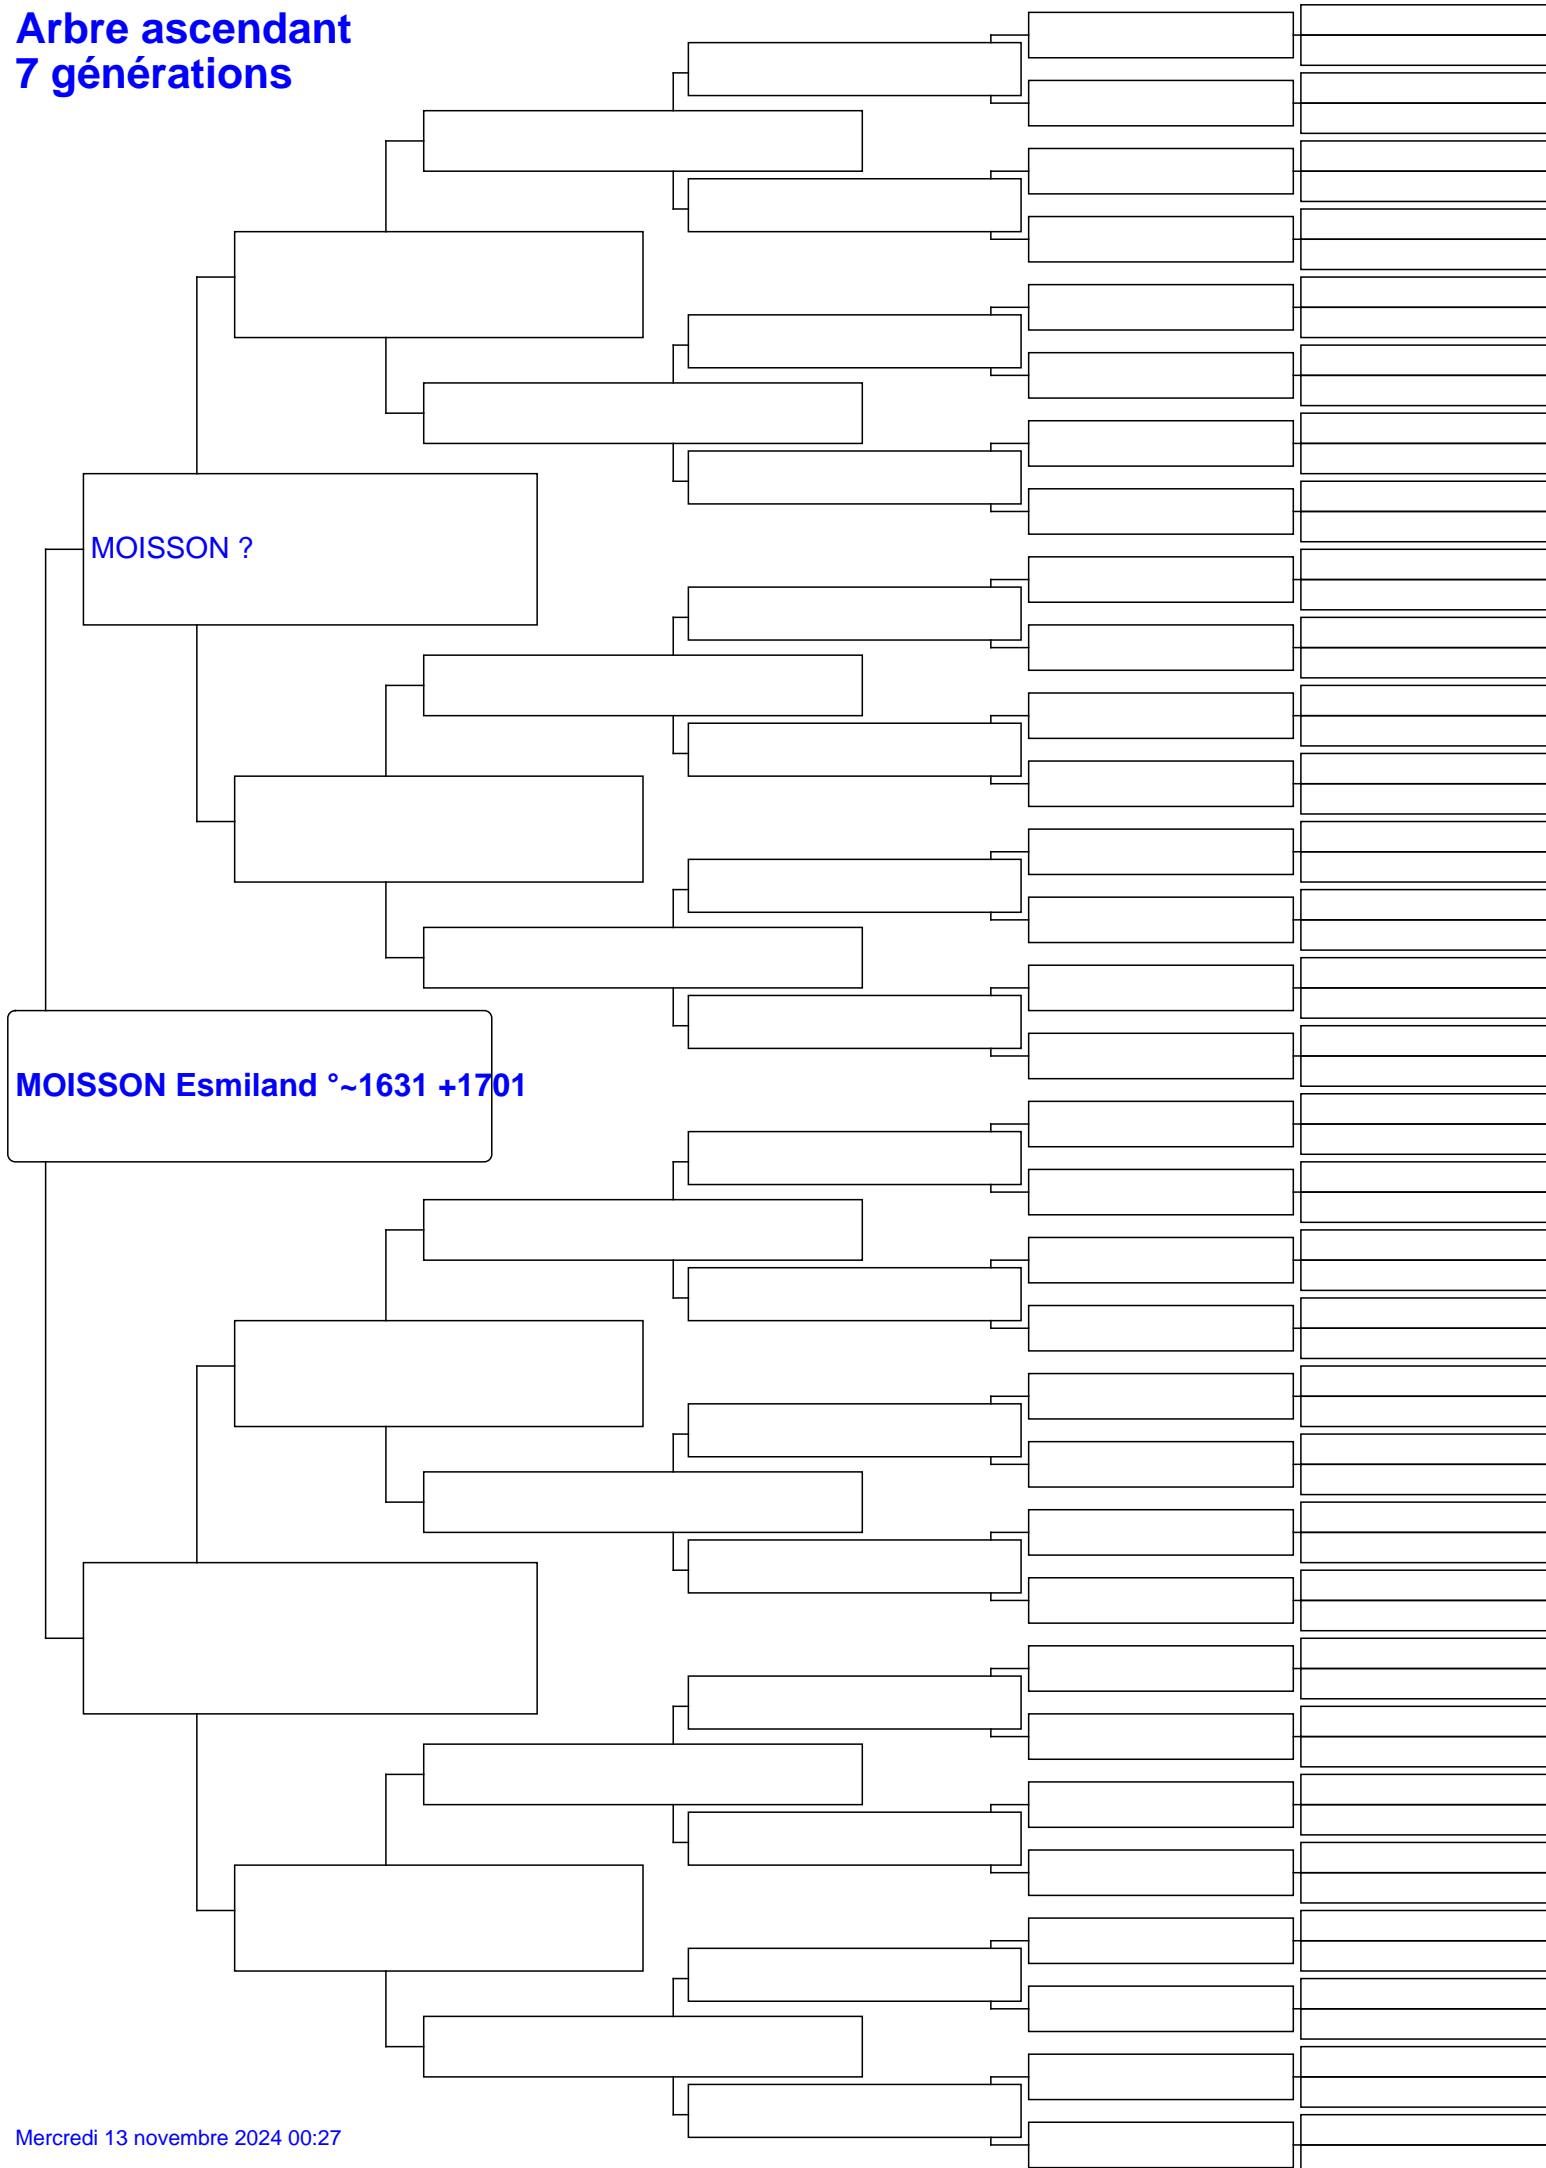 Arbre ascendant
7 générations
MOISSON ?
MOISSON Esmiland °~1631 +1701
Mercredi 13 novembre 2024 00:27